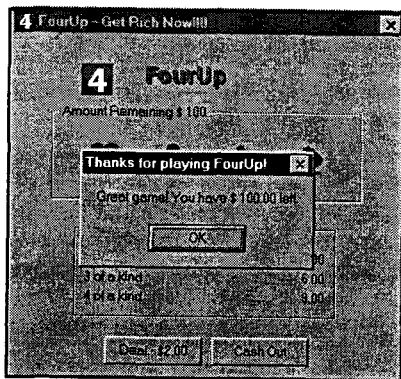 4 FourUp - Get Rich Now!!!!
4 FourUp
Amount Remaining $ 100
Thanks for playing FourUp!
Great game! You have $ 100.00 left
OK
3 of a kind 6.00
4 of a kind 8.00
Deal - $2.00 Cash Out